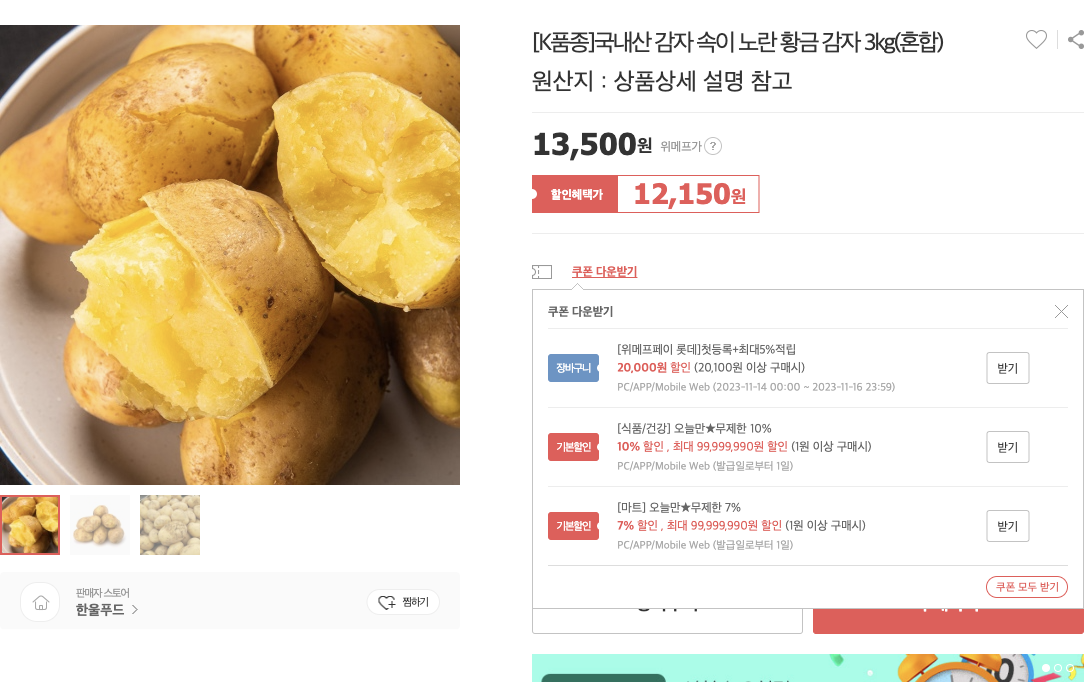 [K품종]국내산 감자 속이 노란 황금 감자 3kg(혼합)
원산지 : 상품상세 설명 참고
13,500원 위메프가 ?
할인혜택가 12,150원
쿠폰 다운받기
쿠폰 다운받기
장바구니
[위메프페이 롯데]첫등록+최대5%적립
20,000원 할인 (20,100원 이상 구매시)
PC/APP/Mobile Web (2023-11-14 00:00 ~ 2023-11-16 23:59)
받기
기본할인
[식품/건강] 오늘만★무제한 10%
10% 할인 , 최대 99,999,990원 할인 (1원 이상 구매시)
PC/APP/Mobile Web (발급일로부터 1일)
받기
기본할인
[마트] 오늘만★무제한 7%
7% 할인 , 최대 99,999,990원 할인 (1원 이상 구매시)
PC/APP/Mobile Web (발급일로부터 1일)
받기
쿠폰 모두 받기
판매자 스토어
한울푸드
찜하기